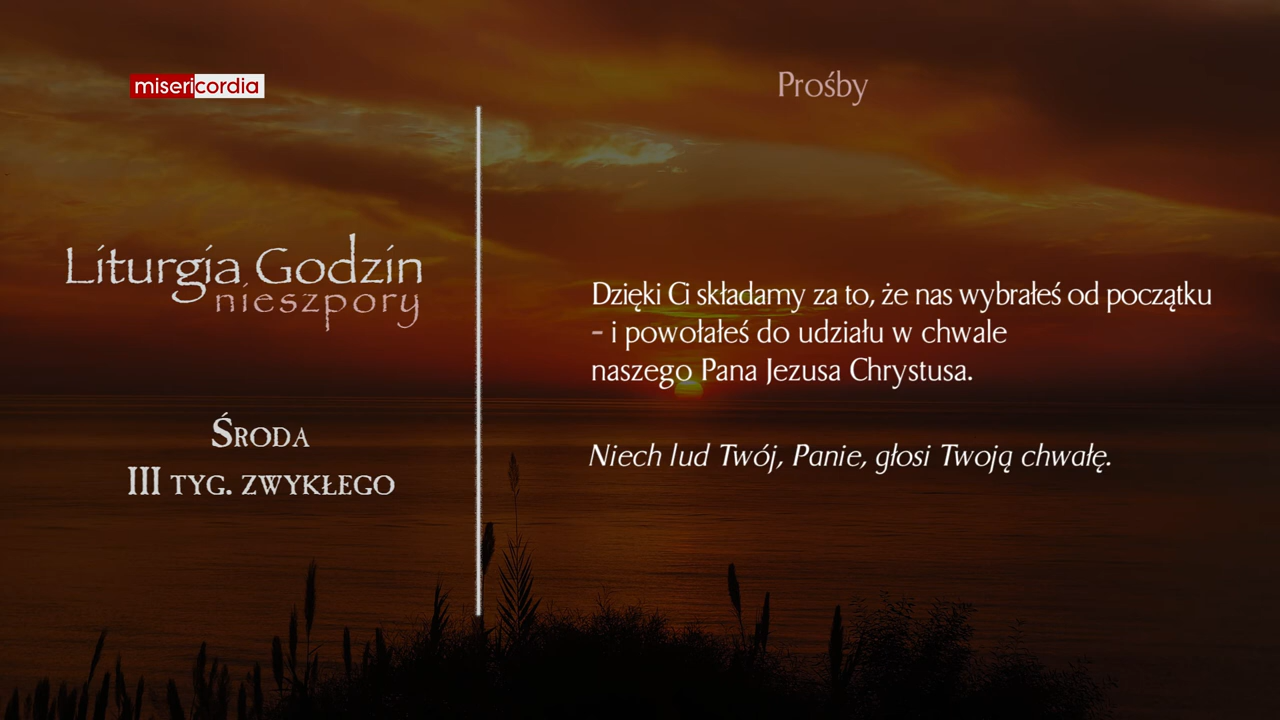 misericordia
Liturgia Godzin
nieszpory
Środa
III tyg. zwykłego
Prośby
Dzięki Ci składamy za to, że nas wybrałeś od początku
- i powołałeś do udziału w chwale
naszego Pana Jezusa Chrystusa.
Niech lud Twój, Panie, głosi Twoją chwałę.